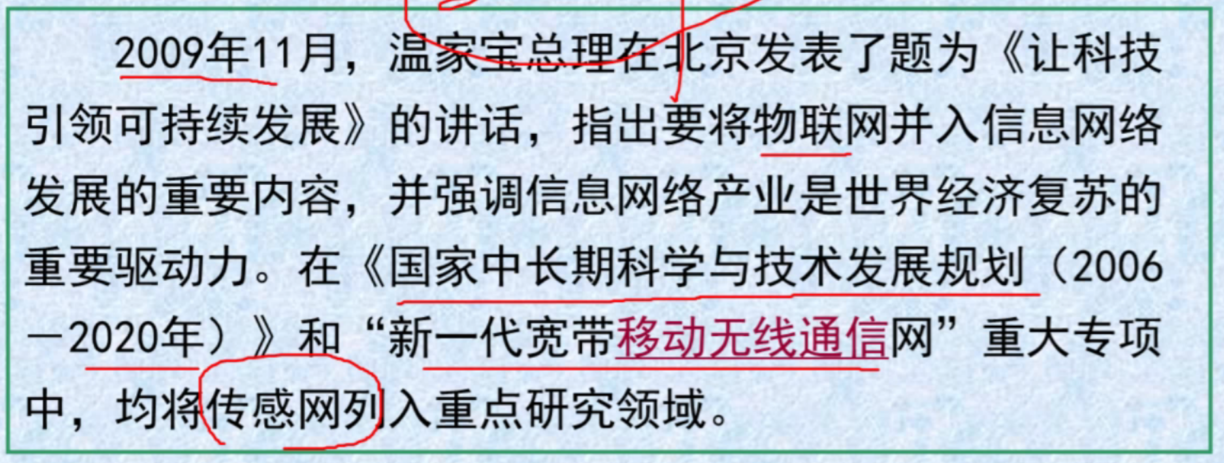 2009年11月，温家宝总理在北京发表了题为《让科技
引领可持续发展》的讲话，指出要将物联网并入信息网络
发展的重要内容，并强调信息网络产业是世界经济复苏的
重要驱动力。在《国家中长期科学与技术发展规划（2006
－2020年）》和“新一代宽带移动无线通信网”重大专项
中，均将传感网列入重点研究领域。